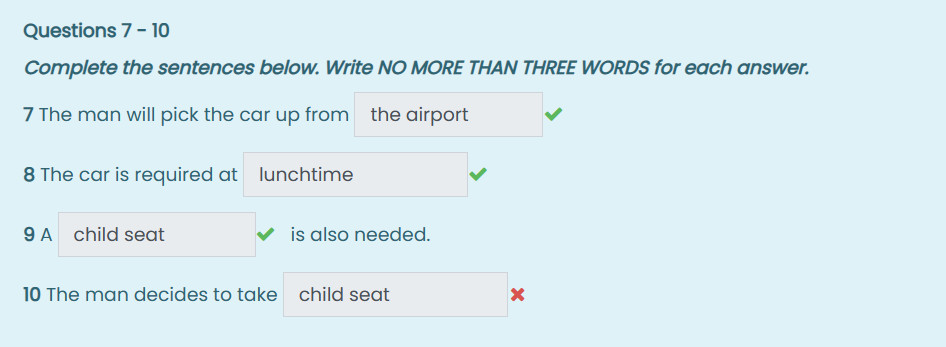 Questions 7 - 10
Complete the sentences below. Write NO MORE THAN THREE WORDS for each answer.
7 The man will pick the car up from the airport
8 The car is required at lunchtime
9 A child seat is also needed.
10 The man decides to take child seat